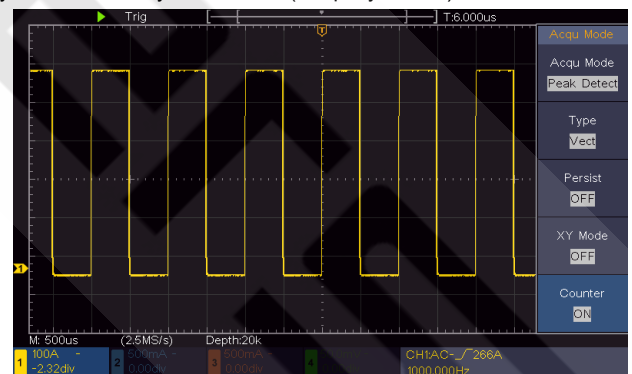 Trig
T
T:6.000us
Acqu Mode
Acqu Mode
Peak Detect
Type
Vect
Persist
OFF
XY Mode
OFF
Counter
ON
1
M: 500us (2.5MS/s) Depth:20k
1 100A ~ 2 500mA ~ 3 500mA ~ 4 CH1:AC-_/‾266A
-2.32div 0.00div 0.00div 1000.000Hz